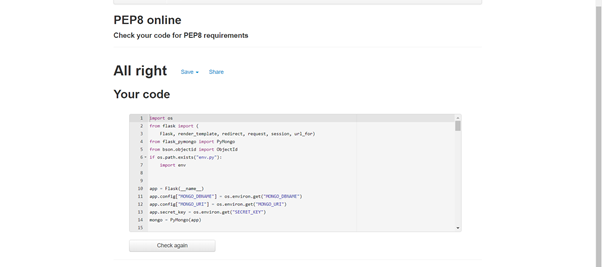 PEP8 online
Check your code for PEP8 requirements
All right
Save
Share
Your code
1 import os
2 from flask import (
3     Flask, render_template, redirect, request, session, url_for)
4 from flask_pymongo import PyMongo
5 from bson.objectid import ObjectId
6 if os.path.exists("env.py"):
7     import env
8
9
10 app = Flask(__name__)
11 app.config["MONGO_DBNAME"] = os.environ.get("MONGO_DBNAME")
12 app.config["MONGO_URI"] = os.environ.get("MONGO_URI")
13 app.secret_key = os.environ.get("SECRET_KEY")
14 mongo = PyMongo(app)
15
Check again